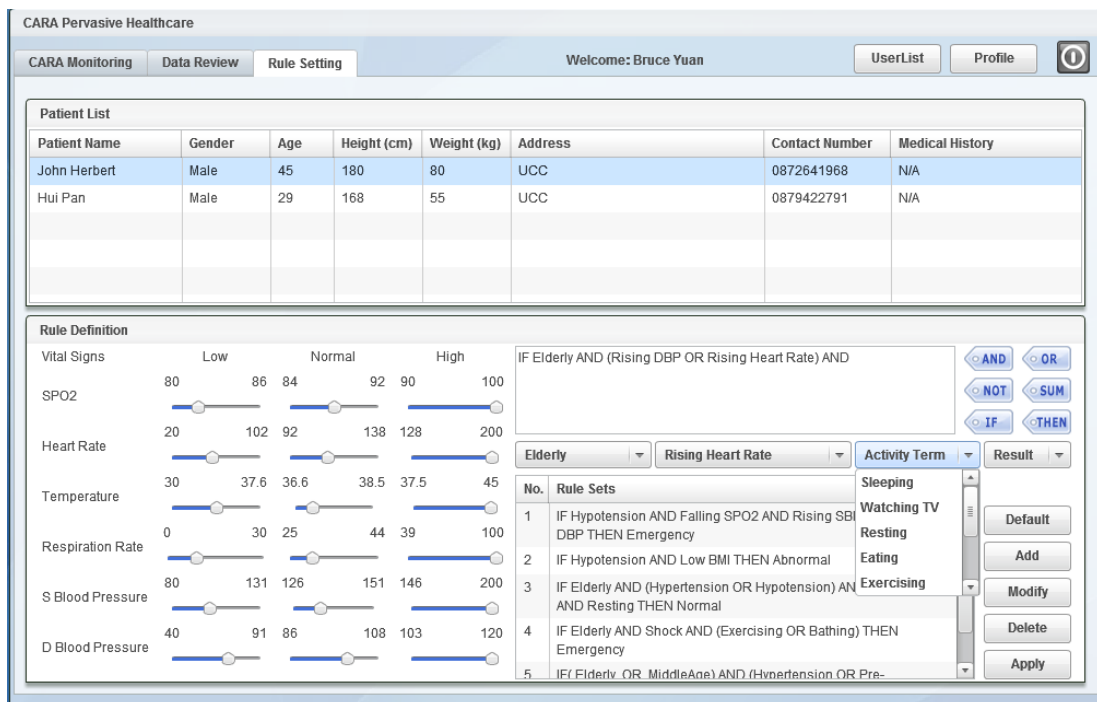 CARA Pervasive Healthcare
CARA Monitoring Data Review Rule Setting Welcome: Bruce Yuan UserList Profile
Patient List
Patient Name Gender Age Height (cm) Weight (kg) Address Contact Number Medical History
John Herbert Male 45 180 80 UCC 0872641968 N/A
Hui Pan Male 29 168 55 UCC 0879422791 N/A
Rule Definition
Vital Signs Low Normal High
SPO2 80 86 84 92 90 100
Heart Rate 20 102 92 138 128 200
Temperature 30 37.6 36.6 38.5 37.5 45
Respiration Rate 0 30 25 44 39 100
S Blood Pressure 80 131 126 151 146 200
D Blood Pressure 40 91 86 108 103 120
IF Elderly AND (Rising DBP OR Rising Heart Rate) AND
AND OR
NOT SUM
IF THEN
Elderly Rising Heart Rate Activity Term Result
Sleeping
Watching TV
Resting
Eating
Exercising
No. Rule Sets
1 IF Hypotension AND Falling SPO2 AND Rising
DBP THEN Emergency
2 IF Hypotension AND Low BMI THEN Abnormal
3 IF Elderly AND (Hypertension OR Hypotension)
AND Resting THEN Normal
4 IF Elderly AND Shock AND (Exercising OR Bathing) THEN
Emergency
5 IF( Elderly OR MiddleAge) AND (Hypertension OR Pre-
Default
Add
Modify
Delete
Apply